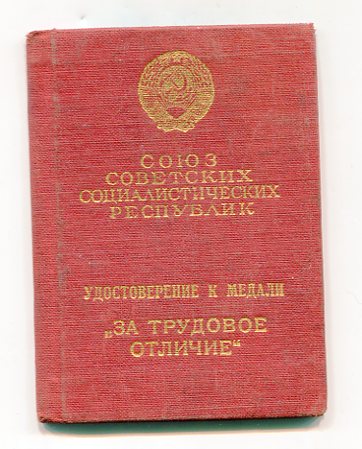 СОЮЗ
СОВЕТСКИХ
СОЦИАЛИСТИЧЕСКИХ
РЕСПУБЛИК
УДОСТОВЕРЕНИЕ К МЕДАЛИ
„ЗА ТРУДОВОЕ
ОТЛИЧИЕ“